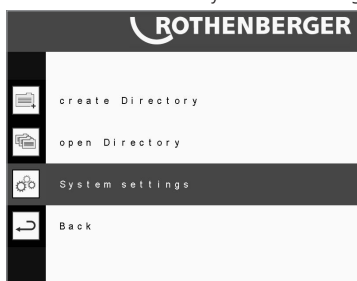 ROTHENBERGER
create Directory
open Directory
System settings
Back